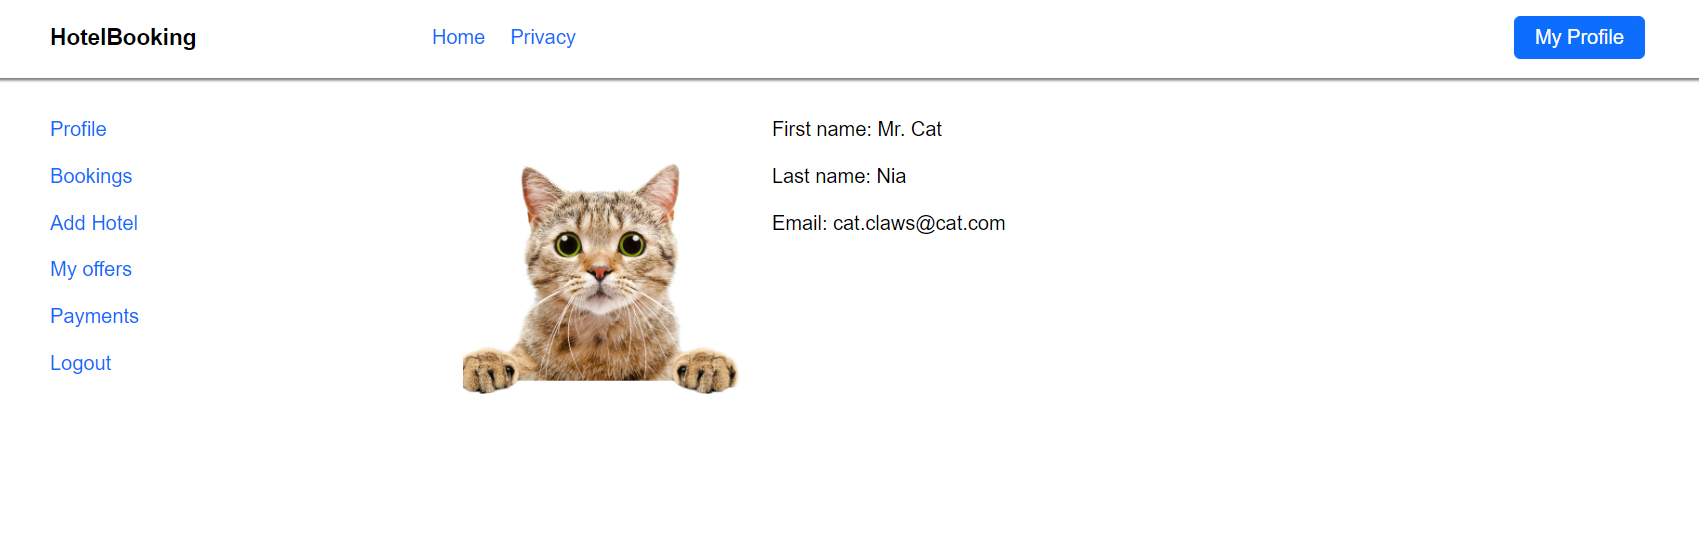 HotelBooking
Home
Privacy
My Profile
Profile
Bookings
Add Hotel
My offers
Payments
Logout
First name: Mr. Cat
Last name: Nia
Email: cat.claws@cat.com